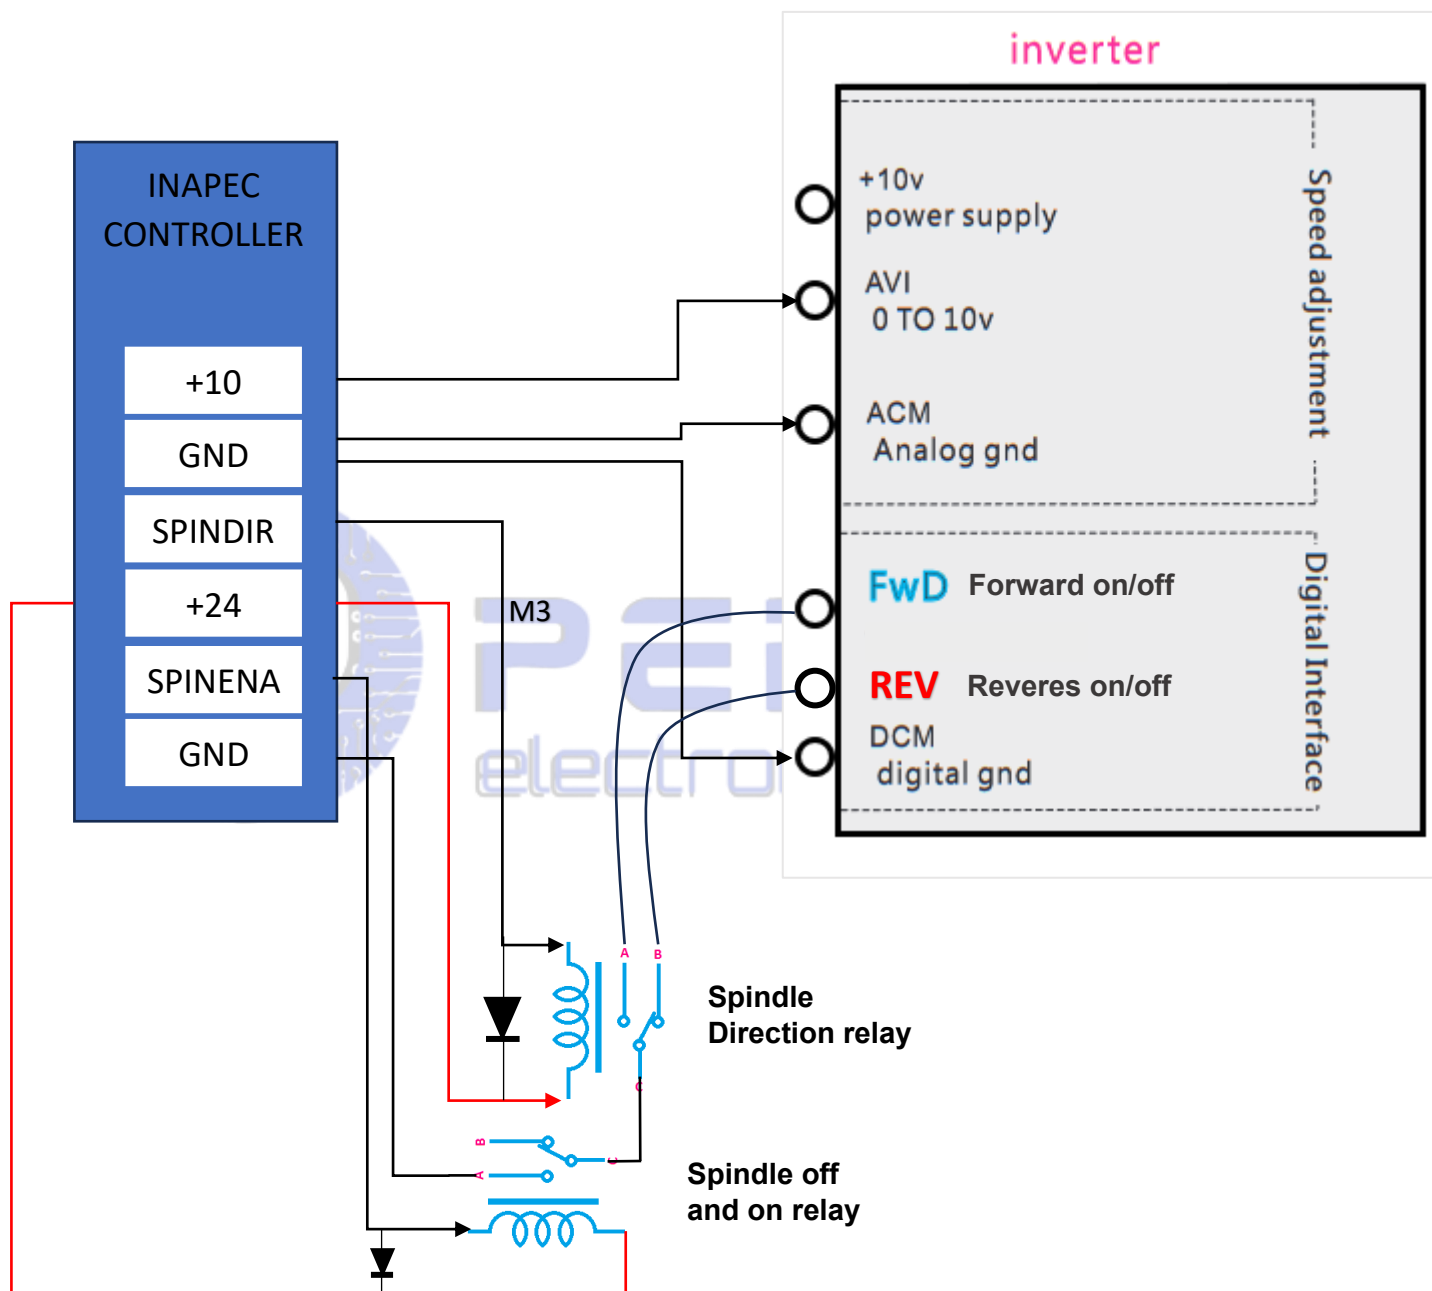 inverter
INAPEC
CONTROLLER
+10
GND
SPINDIR
+24
SPINENA
GND
+10v
power supply
AVI
0 TO 10v
ACM
Analog gnd
Speed adjustment
FwD Forward on/off
REV Reveres on/off
DCM
digital gnd
Digital Interface
M3
electro
A B
C
Spindle
Direction relay
B
C
A
Spindle off
and on relay